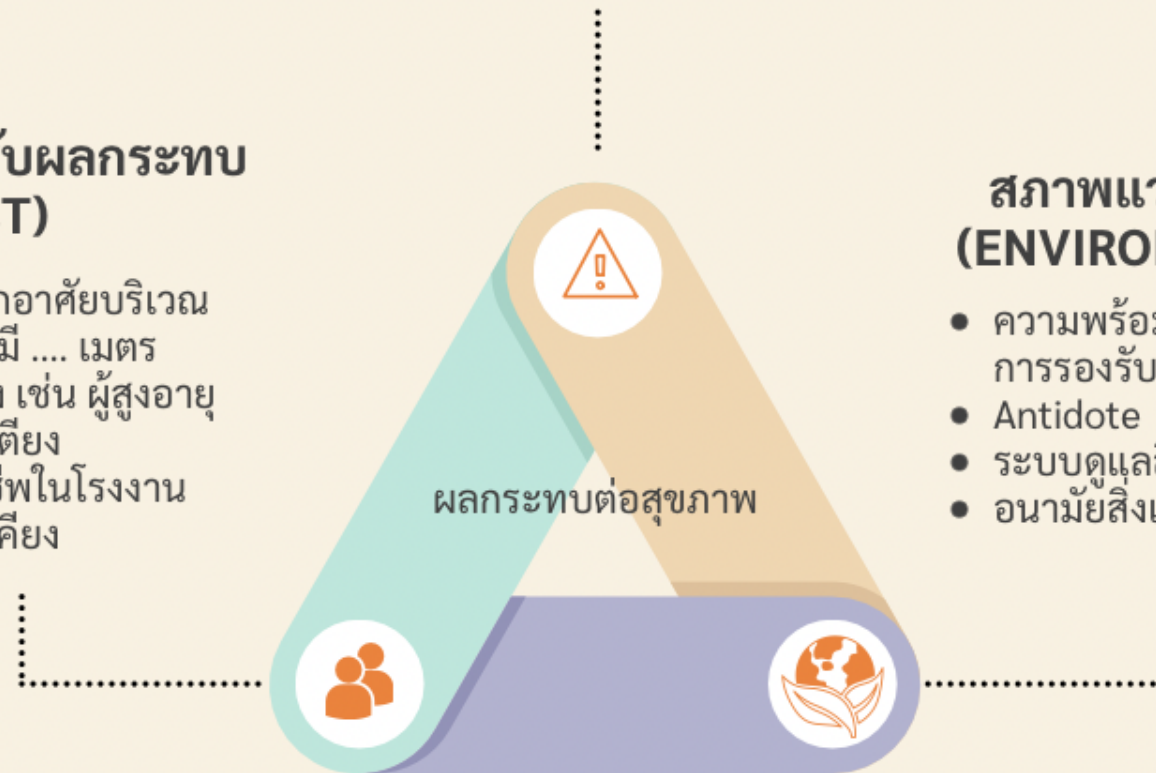 ับผลกระทบ
T)
อาศัยบริเวณ
มี .... เมตร
เช่น ผู้สูงอายุ
เตียง
ชีพในโรงงาน
เคียง
ผลกระทบต่อสุขภาพ
สภาพแว
(ENVIRO
ความพร้อม
การรองรับ
Antidote
ระบบดูแล
อนามัยสิ่งแ